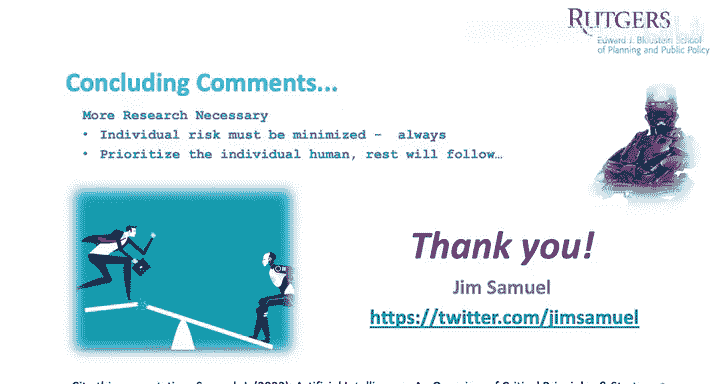 RUTGERS
Edward J. Bloustein School
of Planning and Public Policy
Concluding Comments...
More Research Necessary
• Individual risk must be minimized – always
• Prioritize the individual human, rest will follow…
Thank you!
Jim Samuel
https://twitter.com/jimsamuel